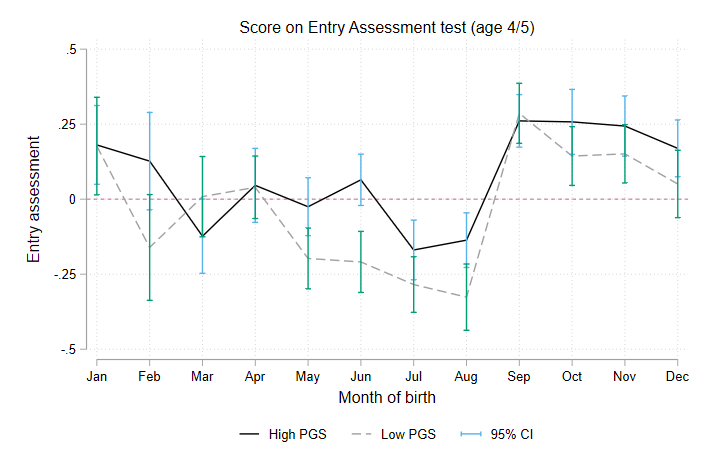 Score on Entry Assessment test (age 4/5)
Entry assessment
.5
.25
0
-.25
-.5
Jan Feb Mar Apr May Jun Jul Aug Sep Oct Nov Dec
Month of birth
High PGS Low PGS 95% CI